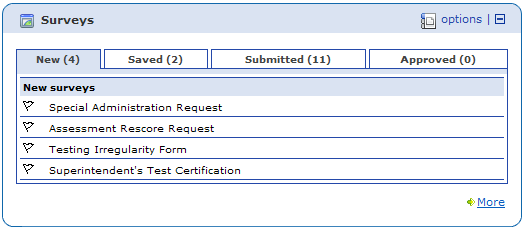 Surveys options |
New (4) Saved (2) Submitted (11) Approved (0)
New surveys
Special Administration Request
Assessment Rescore Request
Testing Irregularity Form
Superintendent's Test Certification
More